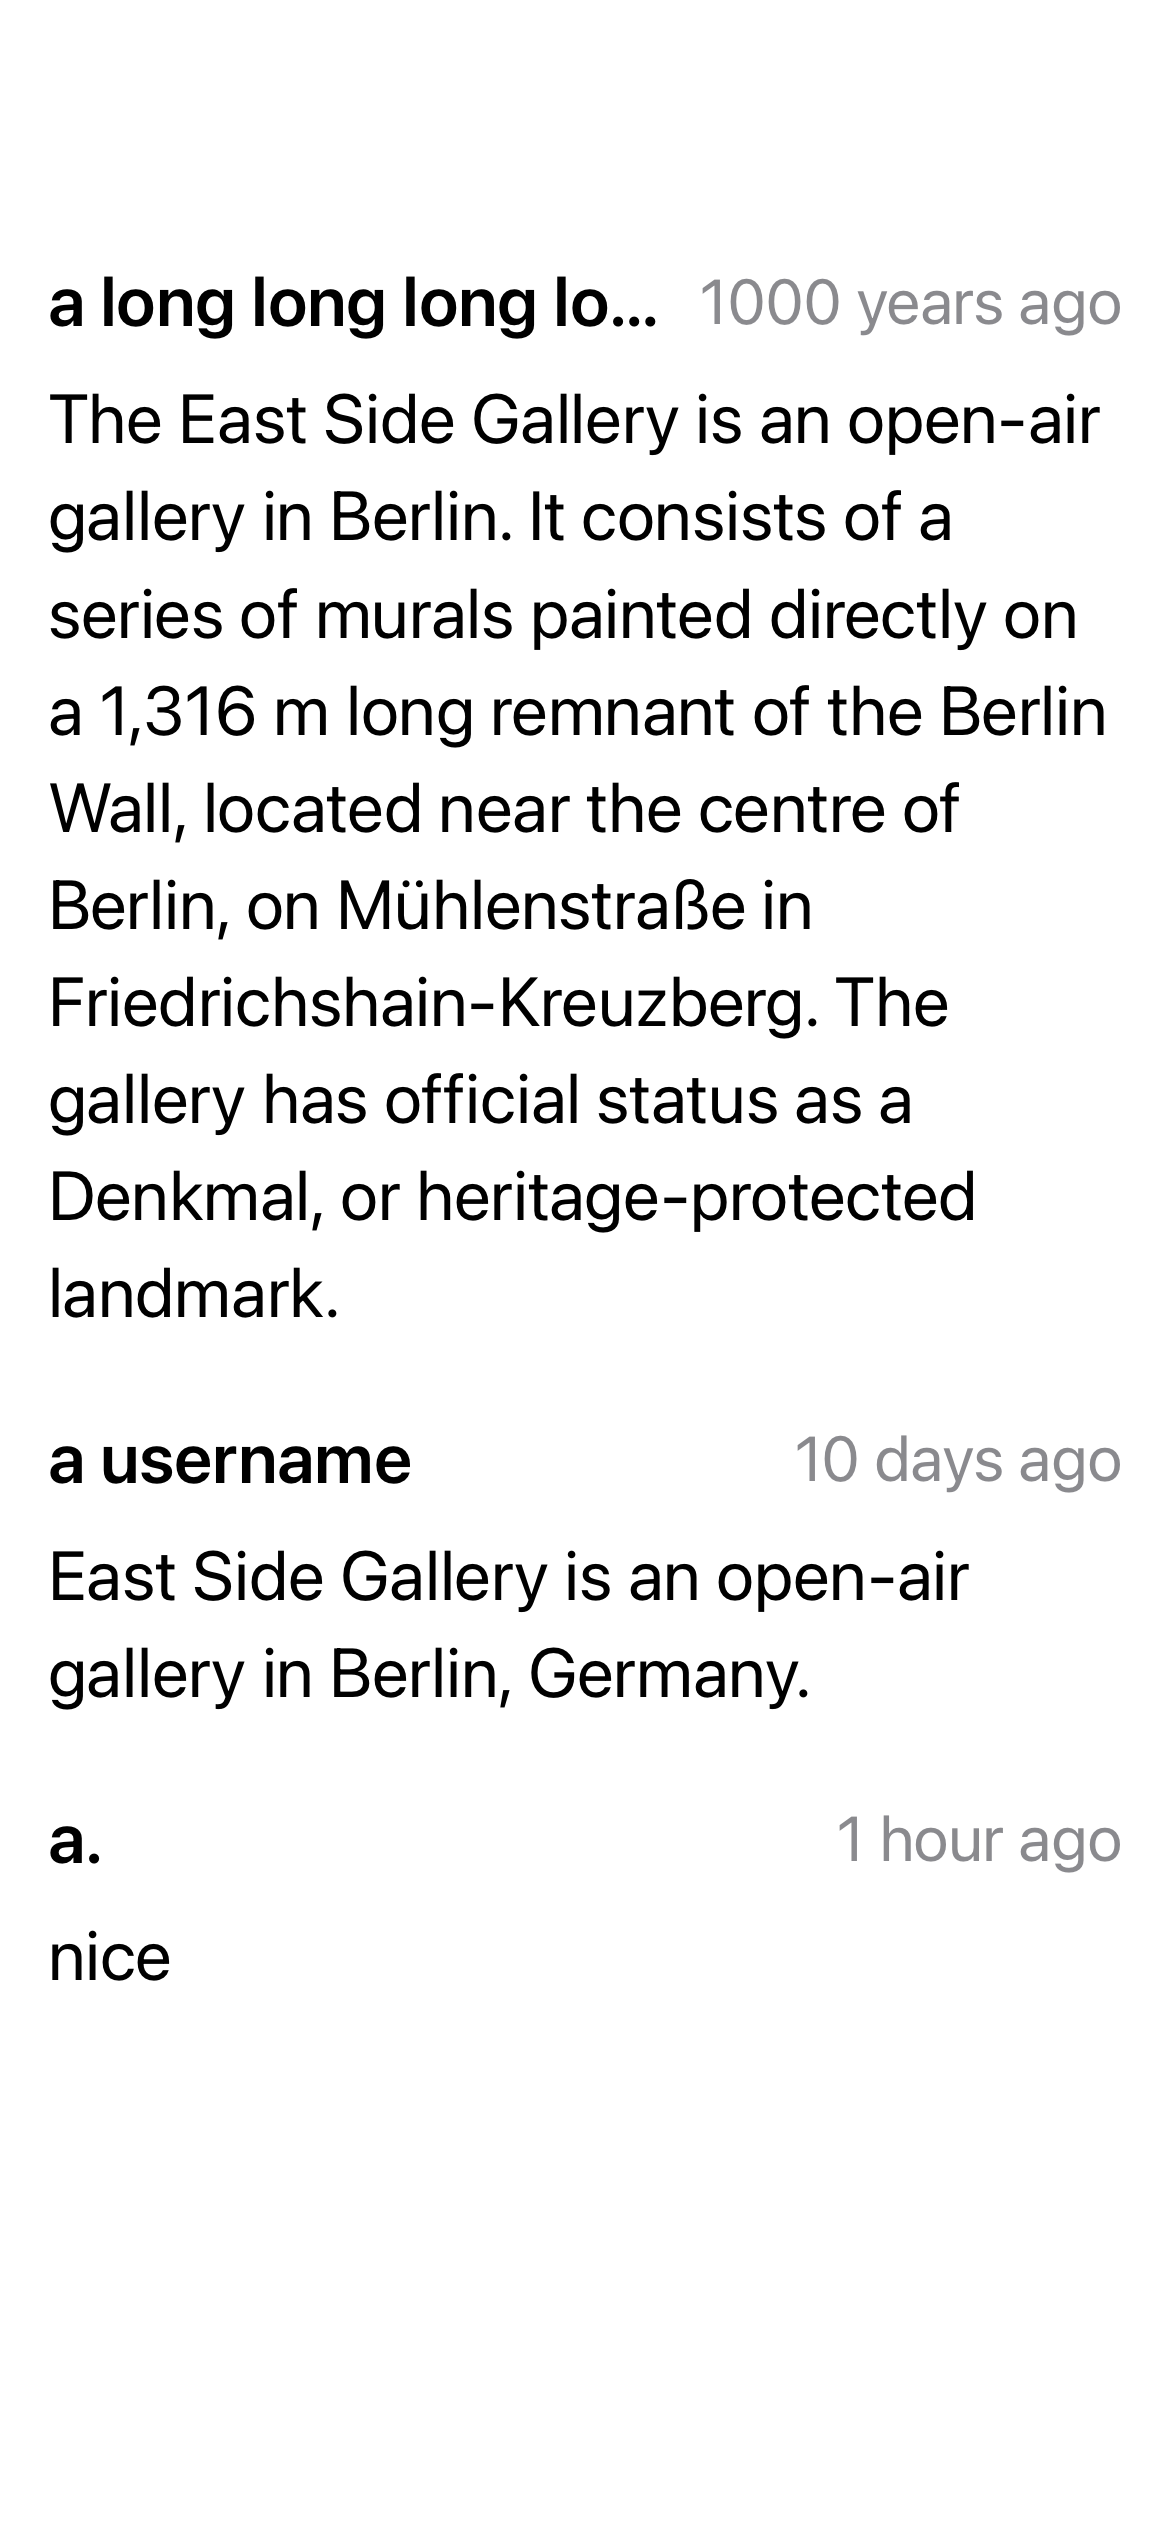 a long long long lo...
1000 years ago
The East Side Gallery is an open-air
gallery in Berlin. It consists of a
series of murals painted directly on
a 1,316 m long remnant of the Berlin
Wall, located near the centre of
Berlin, on Mühlenstraße in
Friedrichshain-Kreuzberg. The
gallery has official status as a
Denkmal, or heritage-protected
landmark.
a username
10 days ago
East Side Gallery is an open-air
gallery in Berlin, Germany.
a.
1 hour ago
nice